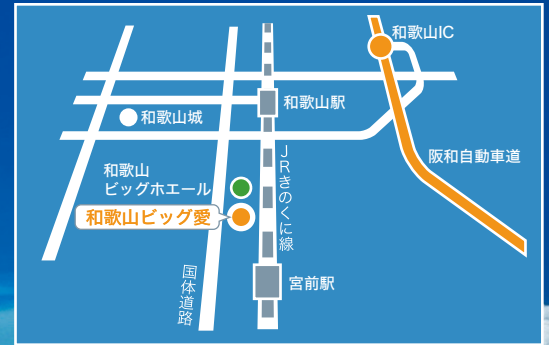 和歌山IC
和歌山駅
和歌山城
阪和自動車道
JRきのくに線
和歌山
ビッグホエール
和歌山ビッグ愛
国体道路
宮前駅